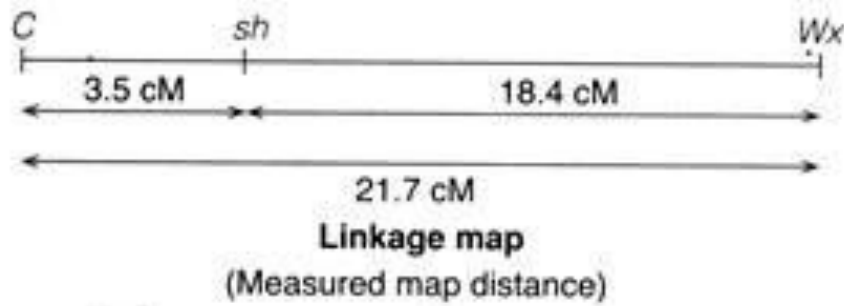 C sh Wx
3.5 cM 18.4 cM
21.7 cM
Linkage map
(Measured map distance)